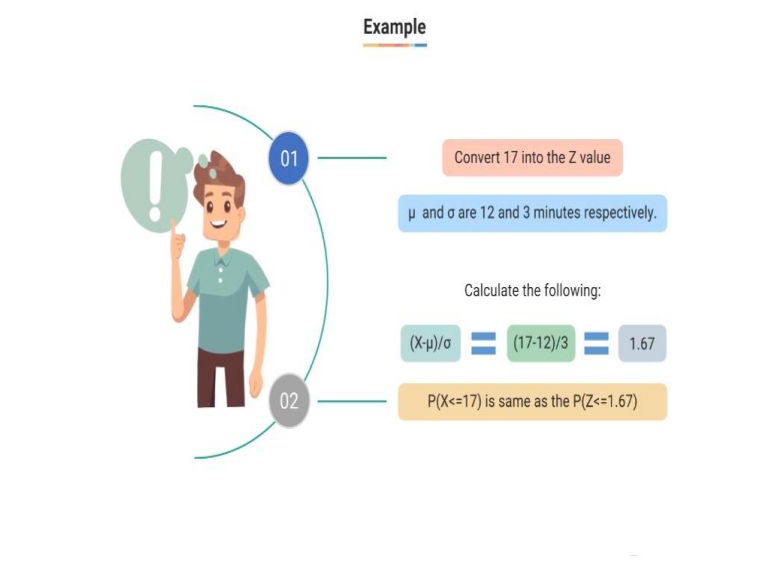 Example
01
Convert 17 into the Z value
μ and σ are 12 and 3 minutes respectively.
Calculate the following:
(X-μ)/σ = (17-12)/3 = 1.67
02
P(X<=17) is same as the P(Z<=1.67)